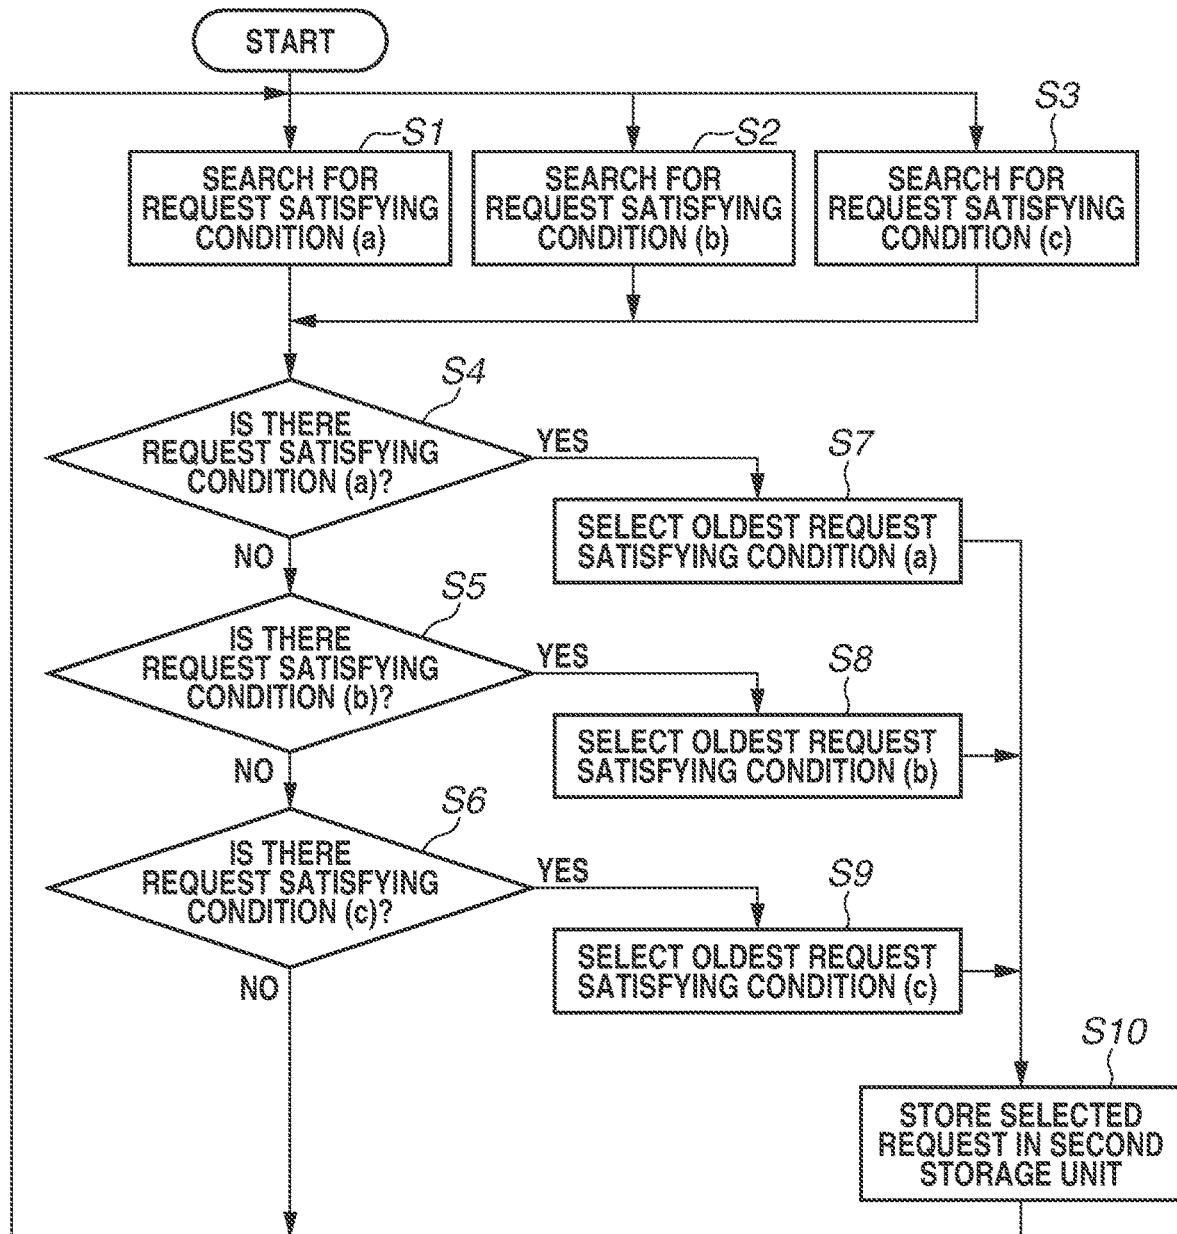 START
S1
SEARCH FOR
REQUEST SATISFYING
CONDITION (a)
S2
SEARCH FOR
REQUEST SATISFYING
CONDITION (b)
S3
SEARCH FOR
REQUEST SATISFYING
CONDITION (c)
S4
IS THERE
REQUEST SATISFYING
CONDITION (a)?
YES
NO
S7
SELECT OLDEST REQUEST
SATISFYING CONDITION (a)
S5
IS THERE
REQUEST SATISFYING
CONDITION (b)?
YES
NO
S8
SELECT OLDEST REQUEST
SATISFYING CONDITION (b)
S6
IS THERE
REQUEST SATISFYING
CONDITION (c)?
YES
NO
S9
SELECT OLDEST REQUEST
SATISFYING CONDITION (c)
S10
STORE SELECTED
REQUEST IN SECOND
STORAGE UNIT